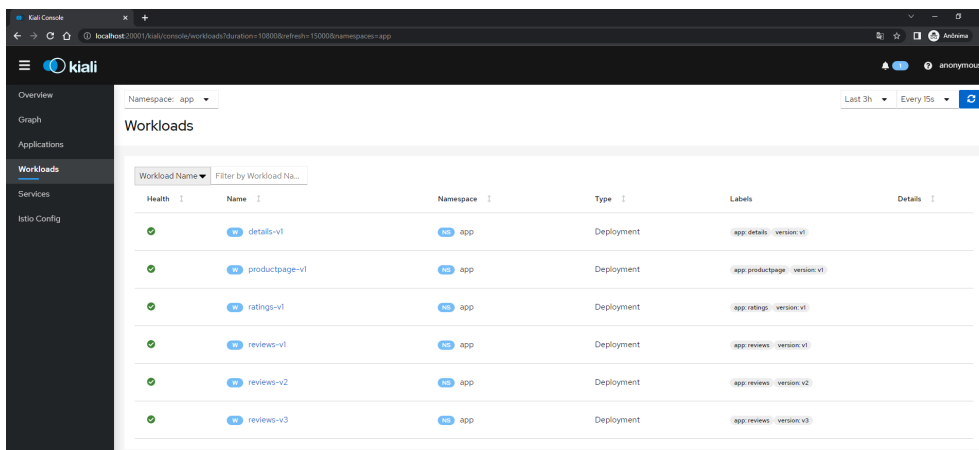 Kiali Console
localhost:20001/kiali/console/workloads?duration=10800&refresh=15000&namespaces=app
Anônima
kiali
1
anonymous
Overview
Graph
Applications
Workloads
Services
Istio Config
Namespace: app
Last 3h Every 15s
Workloads
Workload Name Filter by Workload Na...
Health Name Namespace Type Labels Details
W details-v1 NS app Deployment app: details version: v1
W productpage-v1 NS app Deployment app: productpage version: v1
W ratings-v1 NS app Deployment app: ratings version: v1
W reviews-v1 NS app Deployment app: reviews version: v1
W reviews-v2 NS app Deployment app: reviews version: v2
W reviews-v3 NS app Deployment app: reviews version: v3